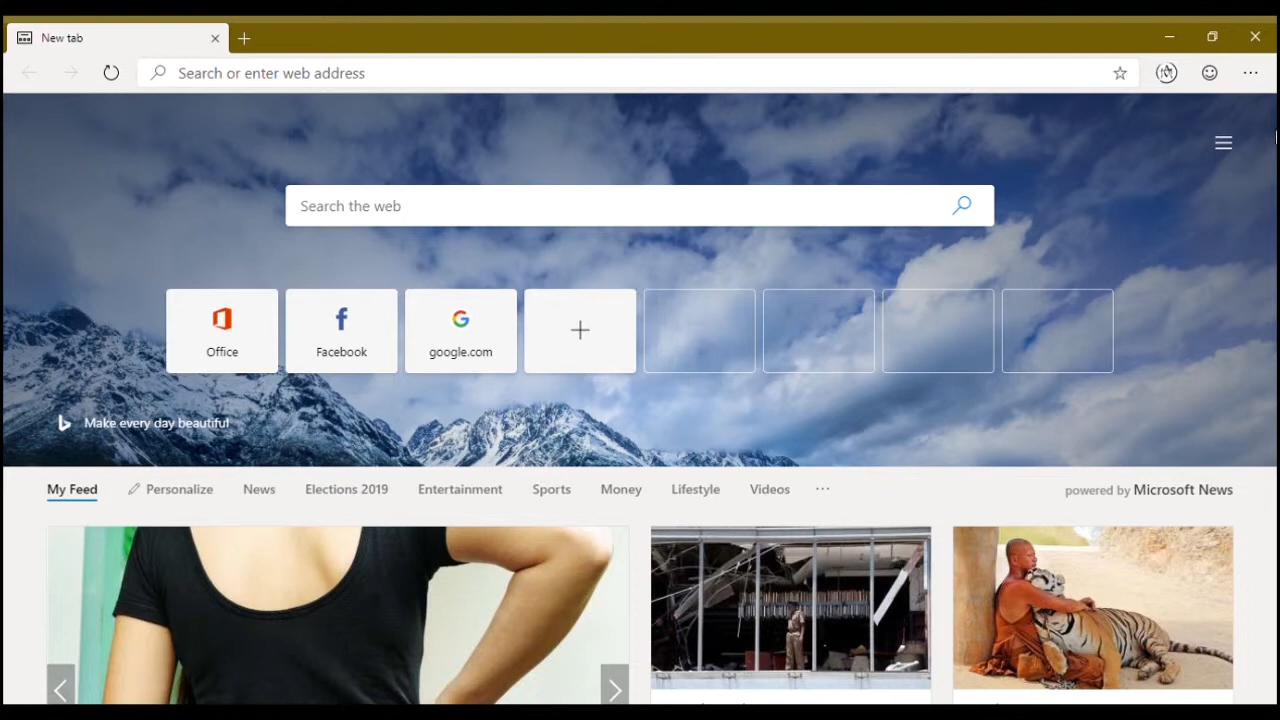 New tab
Search or enter web address
Search the web
Office
Facebook
google.com
Make every day beautiful
My Feed
Personalize
News
Elections 2019
Entertainment
Sports
Money
Lifestyle
Videos
powered by Microsoft News